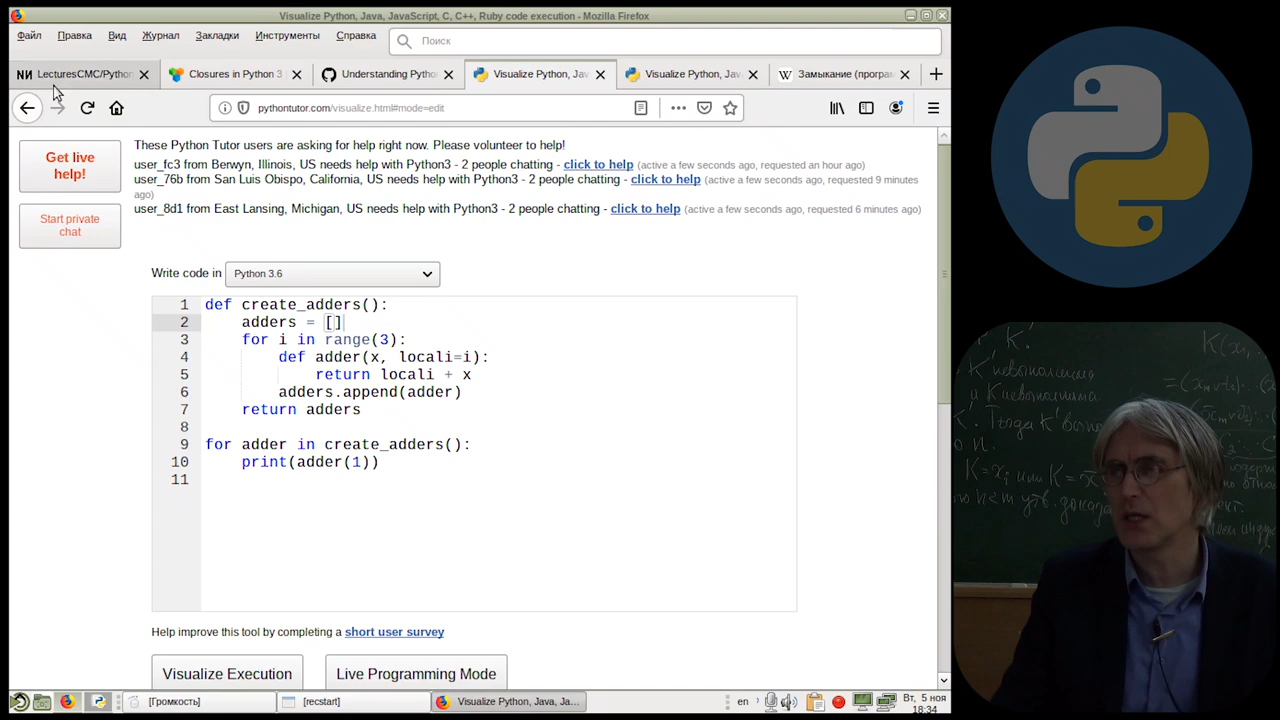 Visualize Python, Java, JavaScript, C, C++, Ruby code execution - Mozilla Firefox
Файл Правка Вид Журнал Закладки Инструменты Справка Поиск
LecturesCMC/Python Closures in Python 3 Understanding Pytho Visualize Python, Jav Visualize Python, Jav Замыкание (програм
pythontutor.com/visualize.html#mode=edit
Get live
help!
Start private
chat
These Python Tutor users are asking for help right now. Please volunteer to help!
user_fc3 from Berwyn, Illinois, US needs help with Python3 - 2 people chatting - click to help (active a few seconds ago, requested an hour ago)
user_76b from San Luis Obispo, California, US needs help with Python3 - 2 people chatting - click to help (active a few seconds ago, requested 9 minutes
ago)
user_8d1 from East Lansing, Michigan, US needs help with Python3 - 2 people chatting - click to help (active a few seconds ago, requested 6 minutes ago)
Write code in Python 3.6
1 def create_adders():
2 adders = []
3 for i in range(3):
4 def adder(x, locali=i):
5 return locali + x
6 adders.append(adder)
7 return adders
8
9 for adder in create_adders():
10 print(adder(1))
11
Help improve this tool by completing a short user survey
Visualize Execution Live Programming Mode
[Громкость] [recstart] Visualize Python, Java, Ja... en Вт, 5 ноя
18:34